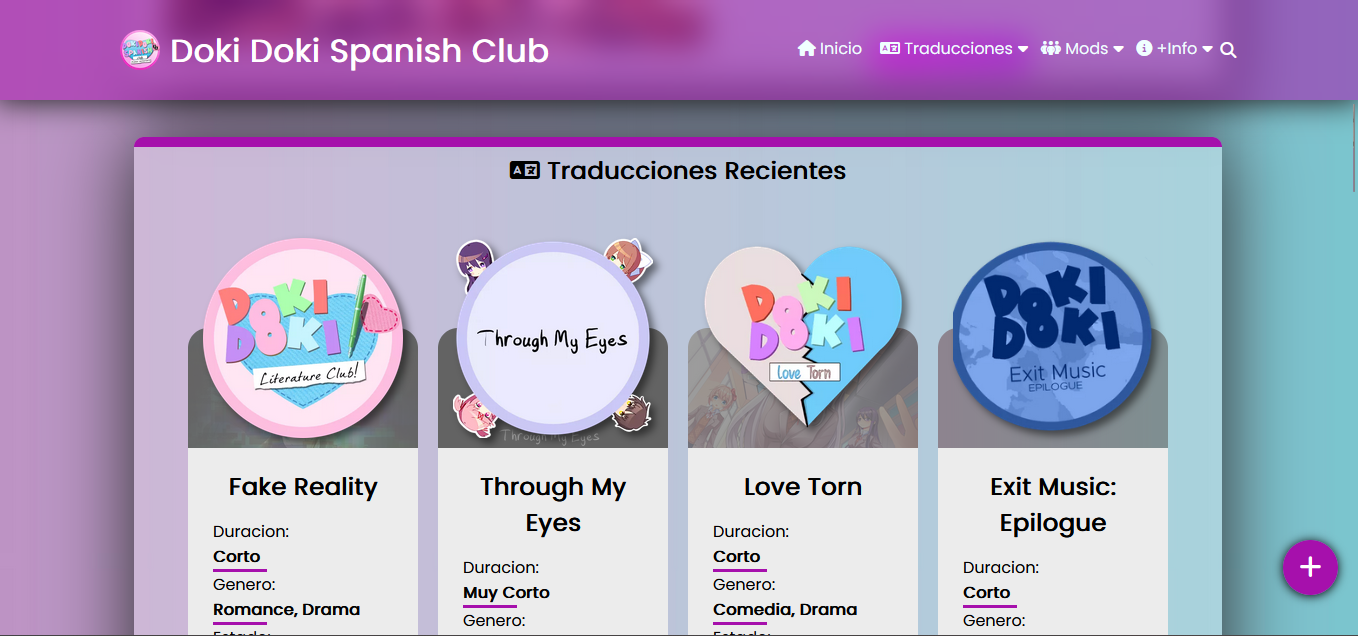 Doki Doki Spanish Club
Inicio
Traducciones
Mods
+Info
Traducciones Recientes
DOKI
DOKI
Literature Club!
Through My Eyes
Through My Eyes
DOKI
DOKI
Love Torn
DOKI
DOKI
Exit Music
EPILOGUE
Fake Reality
Duracion:
Corto
Genero:
Romance, Drama
Estado:
Through My
Eyes
Duracion:
Muy Corto
Genero:
Love Torn
Duracion:
Corto
Genero:
Comedia, Drama
Estado:
Exit Music:
Epilogue
Duracion:
Corto
Genero: